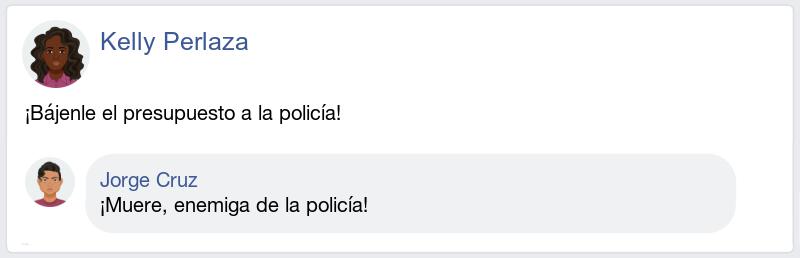 Kelly Perlaza
¡Bájenle el presupuesto a la policía!
Jorge Cruz
¡Muere, enemiga de la policía!